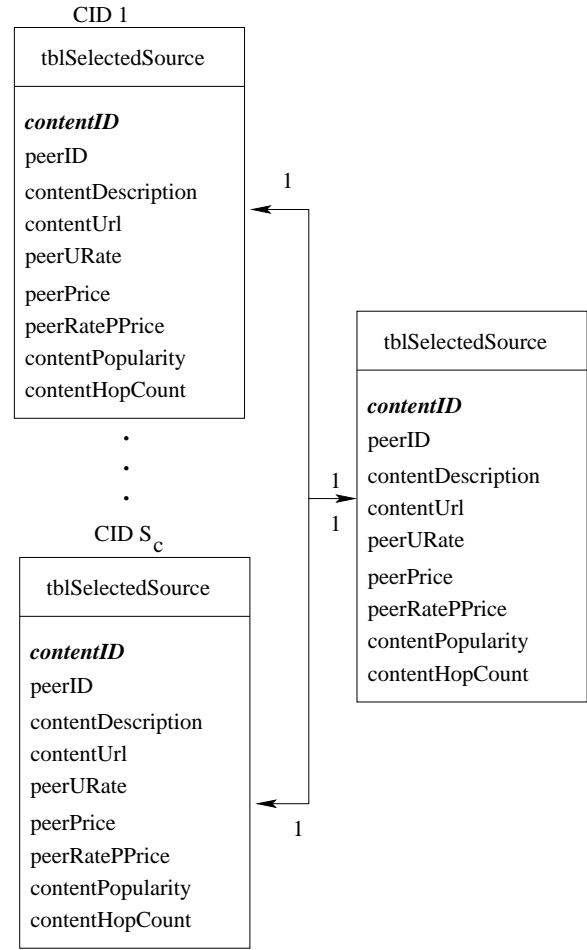 CID 1
tblSelectedSource
contentID
peerID
contentDescription
contentUrl
peerURate
peerPrice
peerRatePPrice
contentPopularity
contentHopCount
1
tblSelectedSource
contentID
peerID
contentDescription
contentUrl
peerURate
peerPrice
peerRatePPrice
contentPopularity
contentHopCount
1
1
CID Sc
tblSelectedSource
contentID
peerID
contentDescription
contentUrl
peerURate
peerPrice
peerRatePPrice
contentPopularity
contentHopCount
1